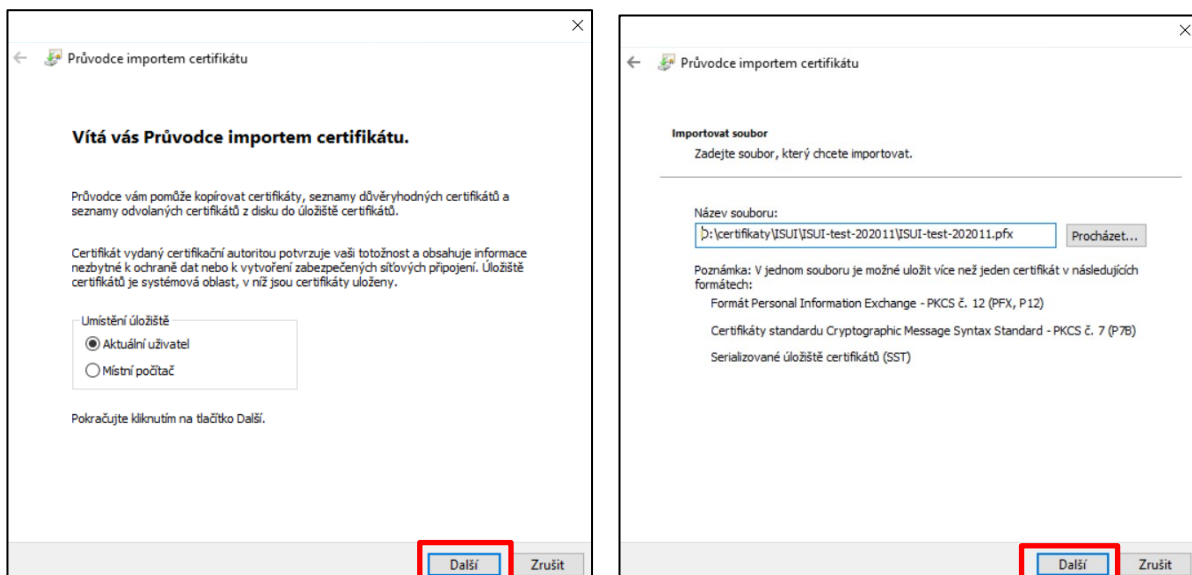 Průvodce importem certifikátu
Vítá vás Průvodce importem certifikátu.
Průvodce vám pomůže kopírovat certifikáty, seznamy důvěryhodných certifikátů a
seznamy odvolaných certifikátů z disku do úložiště certifikátů.
Certifikát vydaný certifikační autoritou potvrzuje vaši totožnost a obsahuje informace
nezbytné k ochraně dat nebo k vytvoření zabezpečených síťových připojení. Úložiště
certifikátů je systémová oblast, v níž jsou certifikáty uloženy.
Umístění úložiště
Aktuální uživatel
Místní počítač
Pokračujte kliknutím na tlačítko Další.
Další
Zrušit
Průvodce importem certifikátu
Importovat soubor
Zadejte soubor, který chcete importovat.
Název souboru:
D:\certifikaty\ISUI\ISUI-test-202011\ISUI-test-202011.pfx
Procházet...
Poznámka: V jednom souboru je možné uložit více než jeden certifikát v následujících
formátech:
Formát Personal Information Exchange - PKCS č. 12 (PFX, P12)
Certifikáty standardu Cryptographic Message Syntax Standard - PKCS č. 7 (P7B)
Serializované úložiště certifikátů (SST)
Další
Zrušit